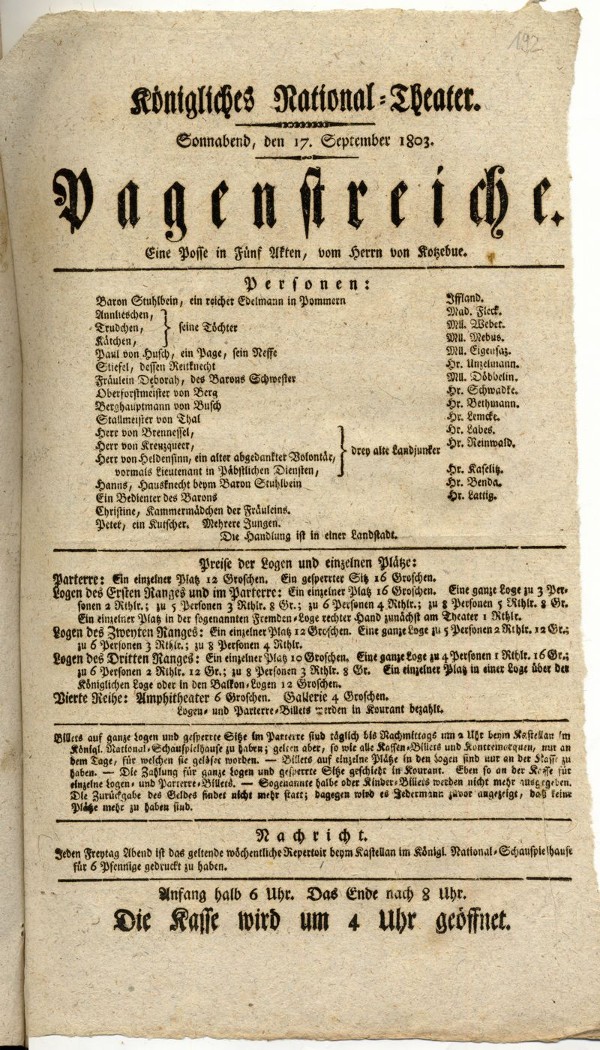 192
Königliches National-Theater.
Sonnabend, den 17. September 1803.
Pagenstreiche.
Eine Posse in Fünf Akten, vom Herrn von Kotzebue.
Personen:
Baron Stuhlbein, ein reicher Edelmann in Pommern Iffland.
Annlieschen, Mad. Fleck.
Trudchen, seine Töchter Mll. Weber.
Kätchen, Mll. Mebus.
Paul von Husch, ein Page, sein Neffe Mll. Eigensatz.
Stiefel, dessen Reitknecht Hr. Unzelmann.
Fräulein Deborah, des Barons Schwester Mll. Döbbelin.
Oberforstmeister von Berg Hr. Schwadke.
Berghauptmann von Busch Hr. Bethmann.
Stallmeister von Thal Hr. Lemcke.
Herr von Brennessel, Hr. Labes.
Herr von Kreuzqueer, Hr. Reinwald.
Herr von Heldensinn, ein alter abgedankter Volontär, drey alte Landjunker
vormals Lieutenant in Päbstlichen Diensten, Hr. Kaselitz.
Hanns, Hausknecht beym Baron Stuhlbein Hr. Benda.
Ein Bedienter des Barons Hr. Lattig.
Christine, Kammermädchen der Fräuleins.
Peter, ein Kutscher. Mehrere Jungen.
Die Handlung ist in einer Landstadt.
Preise der Logen und einzelnen Plätze:
Parterre: Ein einzelner Platz 12 Groschen. Ein gesperrter Sitz 16 Groschen.
Logen des Ersten Ranges und im Parterre: Ein einzelner Platz 16 Groschen. Eine ganze Loge zu 3 Per-
sonen 2 Rthlr.; zu 5 Personen 3 Rthlr. 8 Gr.; zu 6 Personen 4 Rthlr.; zu 8 Personen 5 Rthlr. 8 Gr.
Ein einzelner Platz in der sogenannten Fremden-Loge rechter Hand zunächst am Theater 1 Rthlr.
Logen des Zweyten Ranges: Ein einzelner Platz 12 Groschen. Eine ganze Loge zu 5 Personen 2 Rthlr. 12 Gr.;
zu 6 Personen 3 Rthlr.; zu 8 Personen 4 Rthlr.
Logen des Dritten Ranges: Ein einzelner Platz 10 Groschen. Eine ganze Loge zu 4 Personen 1 Rthlr. 16 Gr.;
zu 6 Personen 2 Rthlr. 12 Gr.; zu 8 Personen 3 Rthlr. 8 Gr. Ein einzelner Platz in einer Loge über der
Königlichen Loge oder in den Balkon-Logen 12 Groschen.
Vierte Reihe: Amphitheater 6 Groschen. Gallerie 4 Groschen.
Logen- und Parterre-Billets werden in Kourant bezahlt.
Billets auf ganze Logen und gesperrte Sitze im Parterre sind täglich bis Nachmittags um 2 Uhr beym Kastellan im
Königl. National-Schauspielhause zu haben; gelten aber, so wie alle Kassen-Billets und Kontremarquen, nur an
dem Tage, für welchen sie gelöset worden. — Billets auf einzelne Plätze in den Logen sind nur an der Kasse zu
haben. — Die Zahlung für ganze Logen und gesperrte Sitze geschieht in Kourant. Eben so an der Kasse für
einzelne Logen- und Parterre-Billets. — Sogenannte halbe oder Kinder-Billets werden nicht mehr ausgegeben.
Die Zurückgabe des Geldes findet nicht mehr statt; dagegen wird es Jedermann zuvor angezeigt, daß keine
Plätze mehr zu haben sind.
Nachricht.
Jeden Freytag Abend ist das geltende wöchentliche Repertoir beym Kastellan im Königl. National-Schauspielhause
für 6 Pfennige gedruckt zu haben.
Anfang halb 6 Uhr. Das Ende nach 8 Uhr.
Die Kasse wird um 4 Uhr geöffnet.